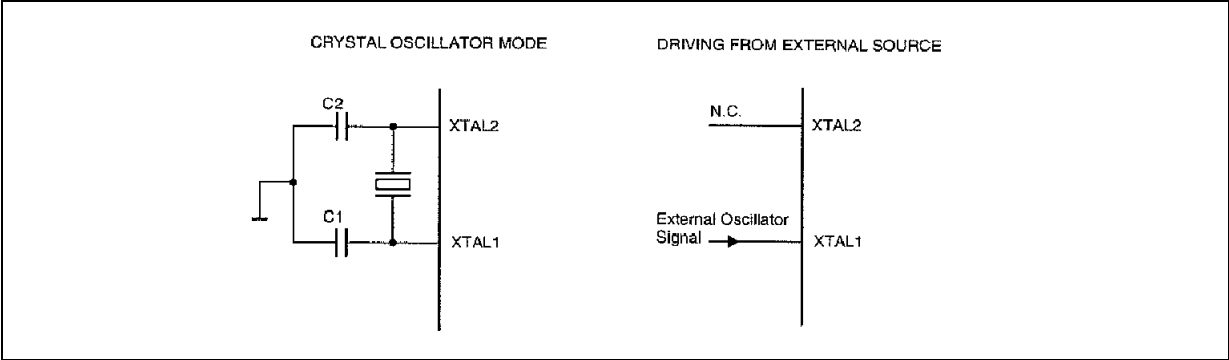 CRYSTAL OSCILLATOR MODE
C2
XTAL2
C1
XTAL1
DRIVING FROM EXTERNAL SOURCE
N.C.
XTAL2
External Oscillator
Signal
XTAL1